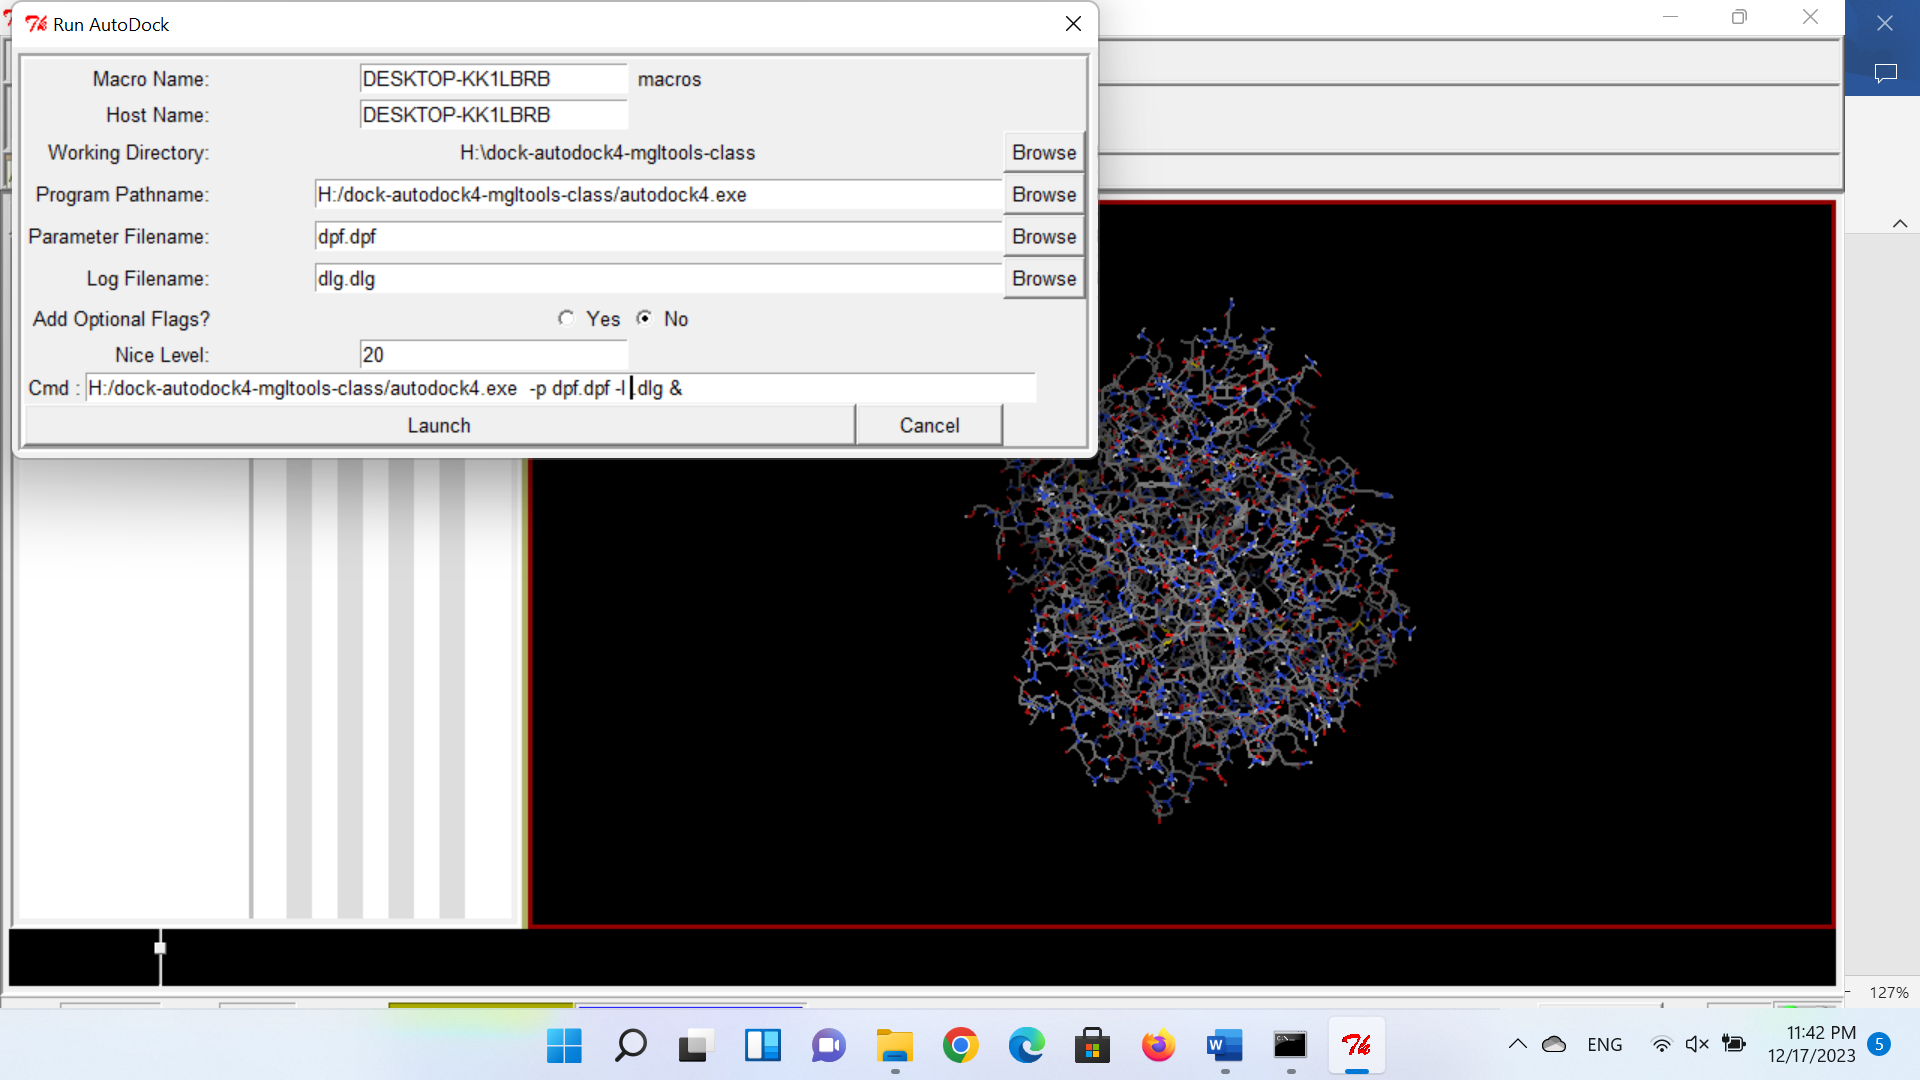 Run AutoDock
Macro Name: DESKTOP-KK1LBRB macros
Host Name: DESKTOP-KK1LBRB
Working Directory: H:\dock-autodock4-mgltools-class Browse
Program Pathname: H:/dock-autodock4-mgltools-class/autodock4.exe Browse
Parameter Filename: dpf.dpf Browse
Log Filename: dlg.dlg Browse
Add Optional Flags? Yes No
Nice Level: 20
Cmd : H:/dock-autodock4-mgltools-class/autodock4.exe -p dpf.dpf -l .dlg &
Launch Cancel
127%
ENG
11:42 PM
12/17/2023
5